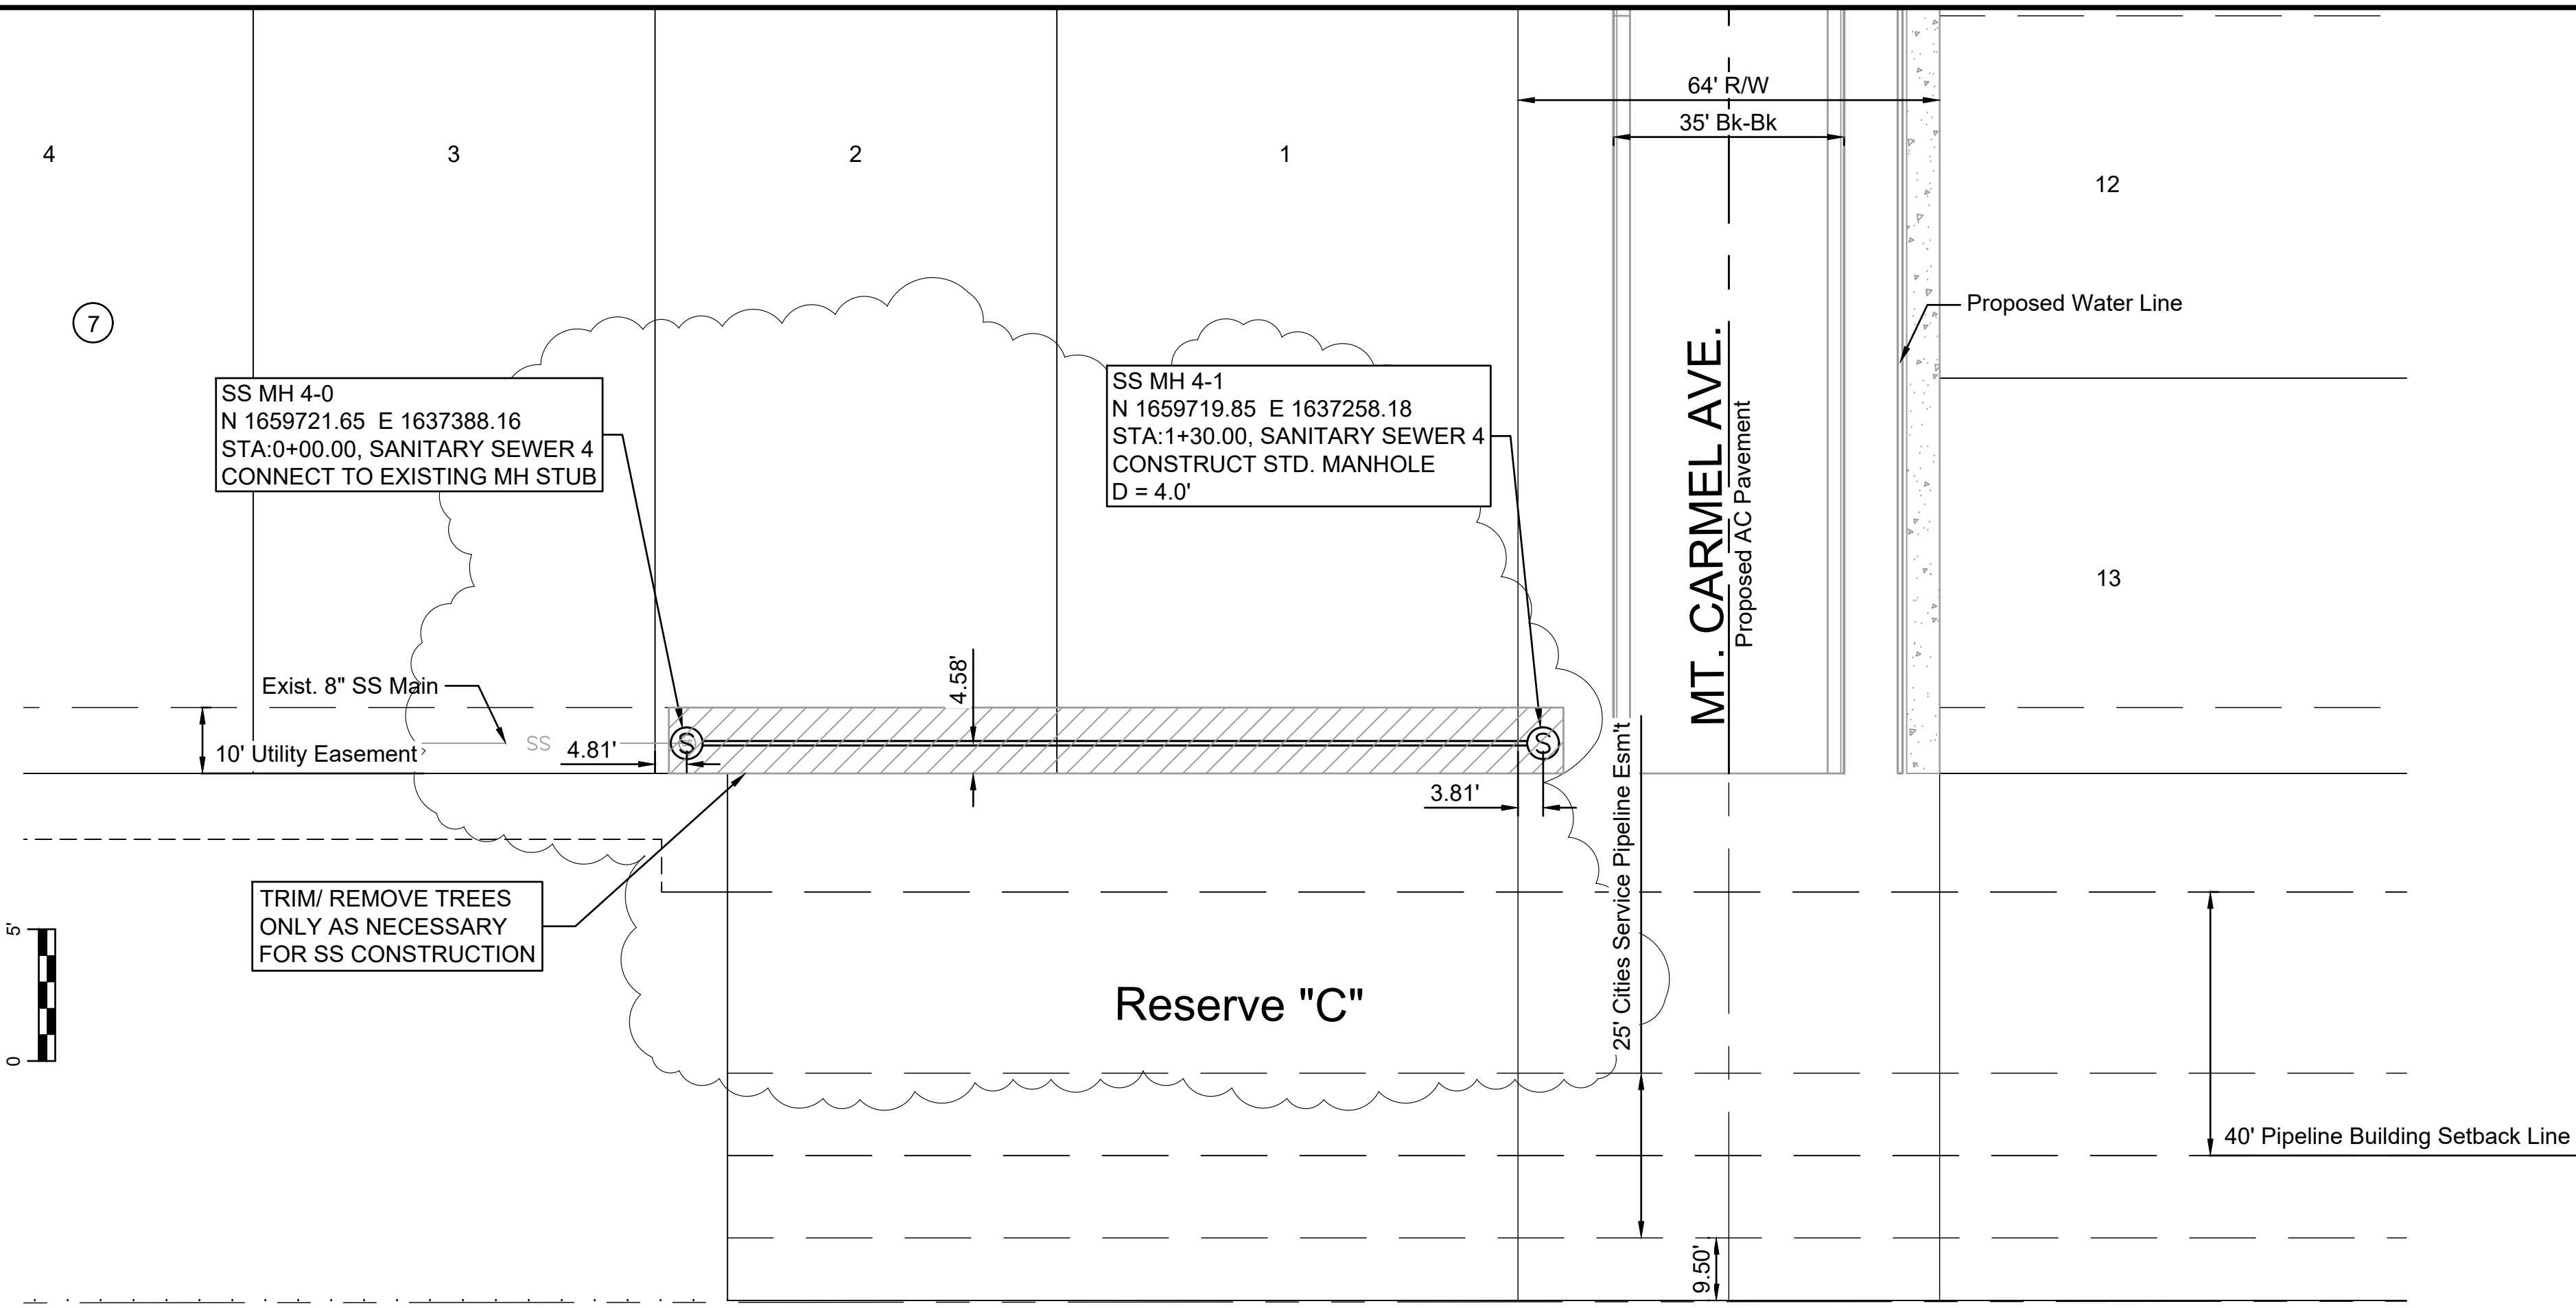 64' R/W
35' Bk-Bk
4
3
2
1
12
7
Proposed Water Line
SS MH 4-0
N 1659721.65 E 1637388.16
STA:0+00.00, SANITARY SEWER 4
CONNECT TO EXISTING MH STUB
SS MH 4-1
N 1659719.85 E 1637258.18
STA:1+30.00, SANITARY SEWER 4
CONSTRUCT STD. MANHOLE
D = 4.0'
MT. CARMEL AVE.
Proposed AC Pavement
13
Exist. 8" SS Main
4.58'
SS
S
S
10' Utility Easement
4.81'
3.81'
25' Cities Service Pipeline Esm't
TRIM/ REMOVE TREES
ONLY AS NECESSARY
FOR SS CONSTRUCTION
5'
0
Reserve "C"
40' Pipeline Building Setback Line
9.50'